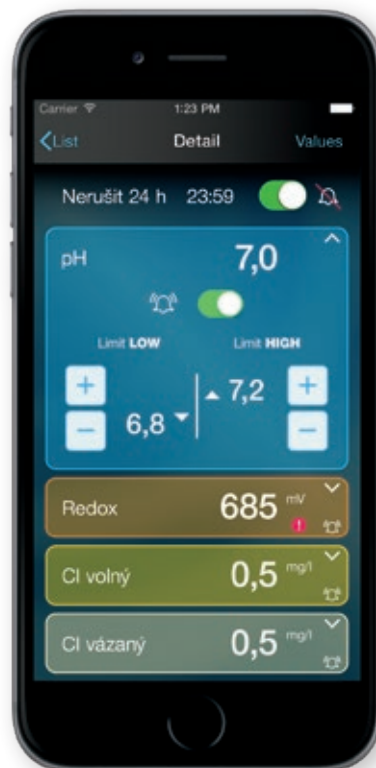 Carrier 1:23 PM
List Detail Values
Nerušit 24 h 23:59
pH 7,0
Limit LOW Limit HIGH
+ 7,2 +
− 6,8 −
Redox 685 mV
!
Cl volný 0,5 mg/l
Cl vázaný 0,5 mg/l